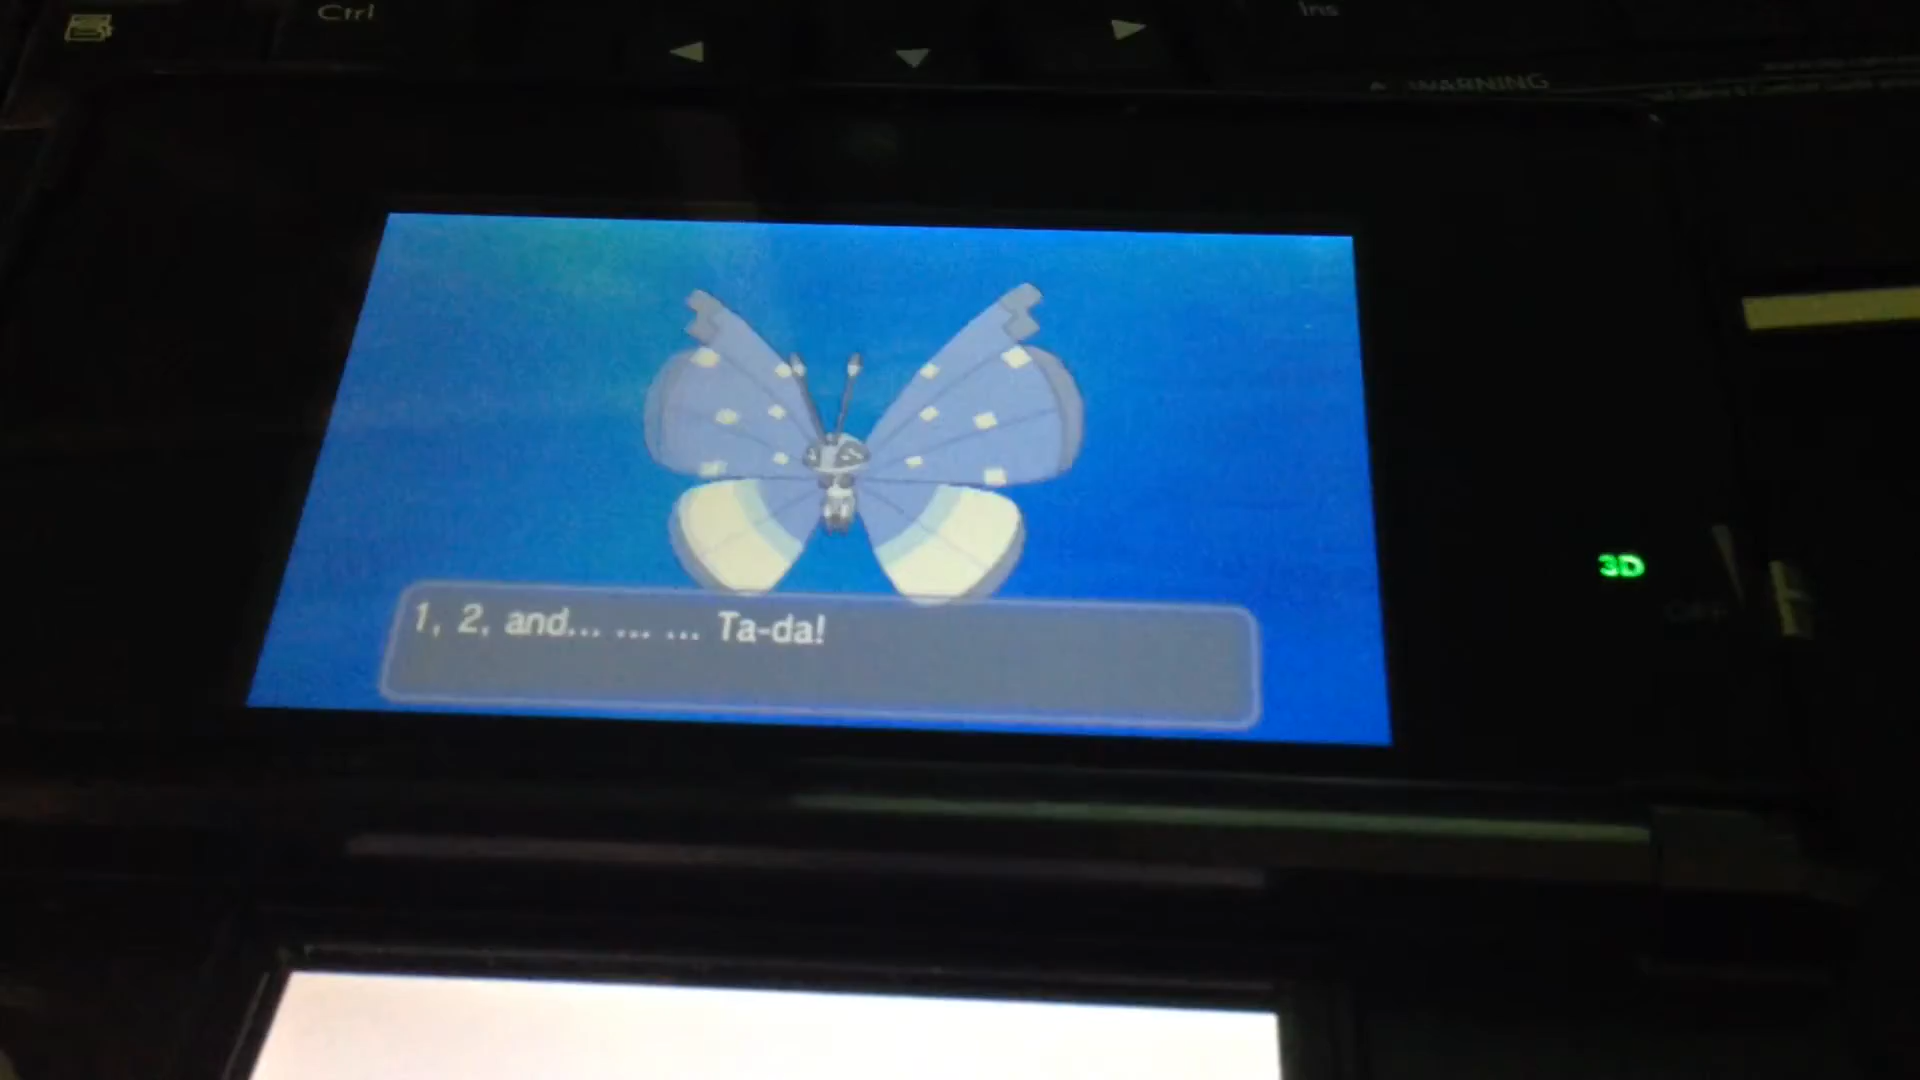 Ctrl
Ins
WARNING
1, 2, and... ... ... Ta-da!
3D